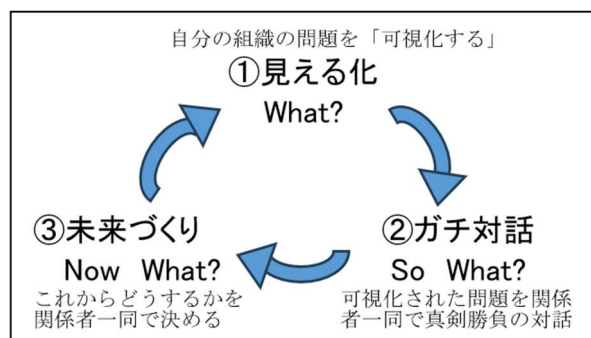 自分の組織の問題を「可視化する」
①見える化
What?
②ガチ対話
So What?
可視化された問題を関係
者一同で真剣勝負の対話
③未来づくり
Now What?
これからどうするかを
関係者一同で決める